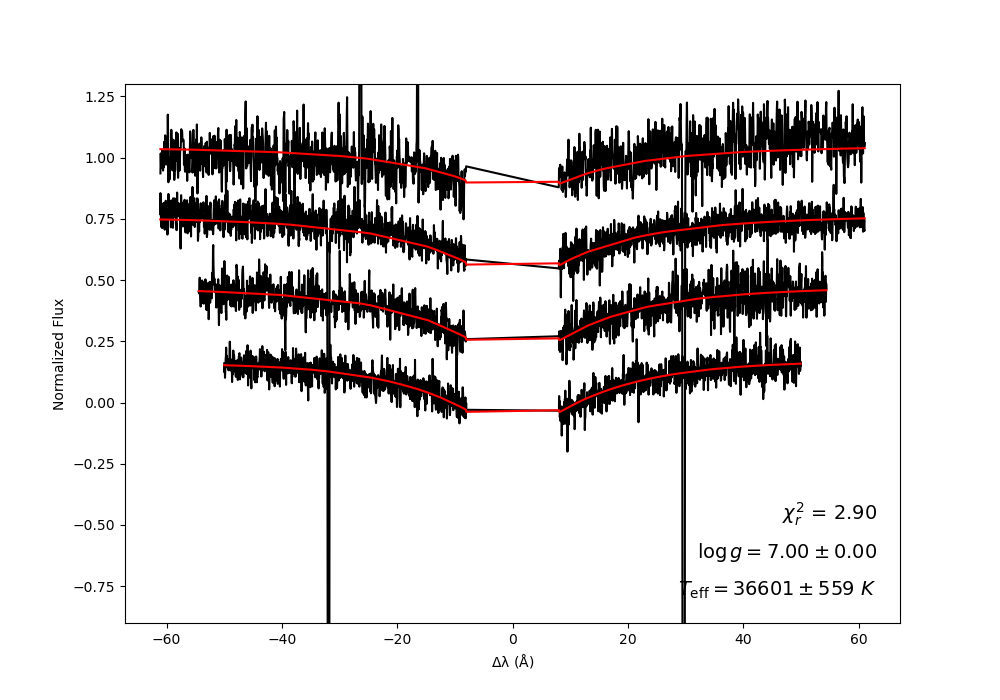 1.25
1.00
0.75
0.50
0.25
0.00
−0.25
−0.50
−0.75
Normalized Flux
χ²ᵣ = 2.90
log g = 7.00 ± 0.00
T_eff = 36601 ± 559 K
−60 −40 −20 0 20 40 60
Δλ (Å)